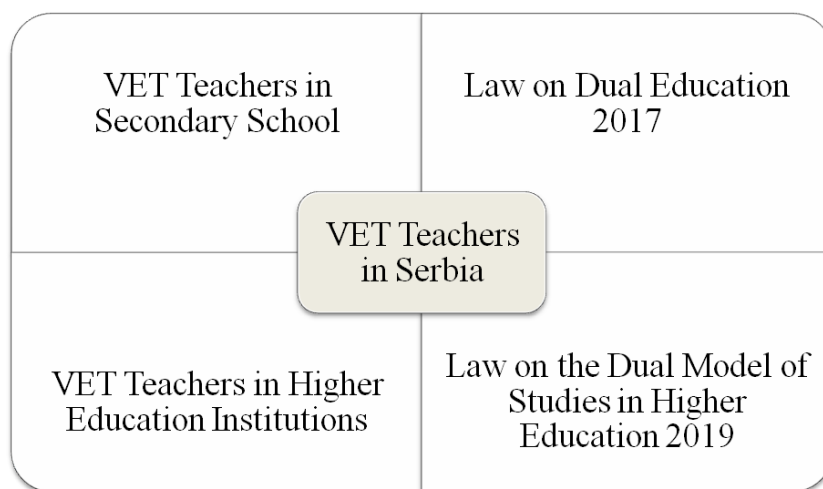 VET Teachers in
Secondary School
Law on Dual Education
2017
VET Teachers
in Serbia
VET Teachers in Higher
Education Institutions
Law on the Dual Model of
Studies in Higher
Education 2019